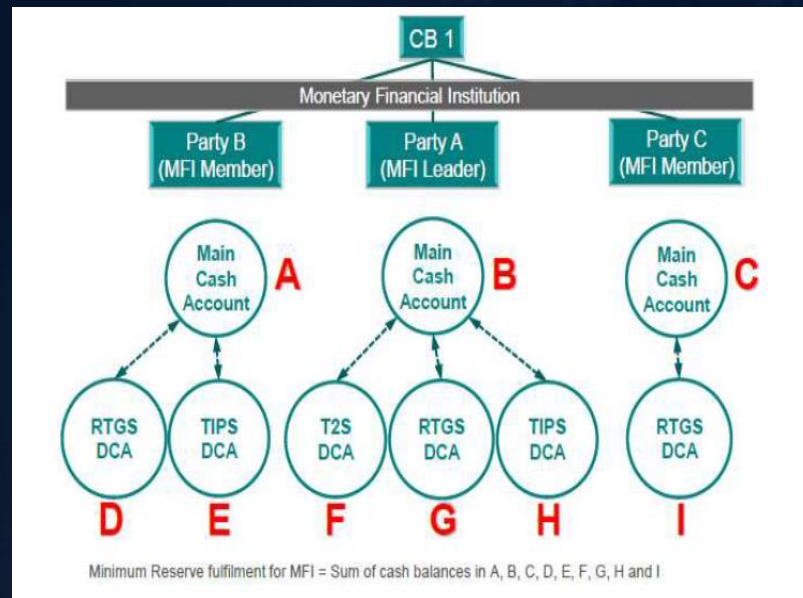 CB 1
Monetary Financial Institution
Party B
(MFI Member)
Party A
(MFI Leader)
Party C
(MFI Member)
Main
Cash
Account
A
Main
Cash
Account
B
Main
Cash
Account
C
RTGS
DCA
TIPS
DCA
T2S
DCA
RTGS
DCA
TIPS
DCA
RTGS
DCA
D
E
F
G
H
I
Minimum Reserve fulfilment for MFI = Sum of cash balances in A, B, C, D, E, F, G, H and I